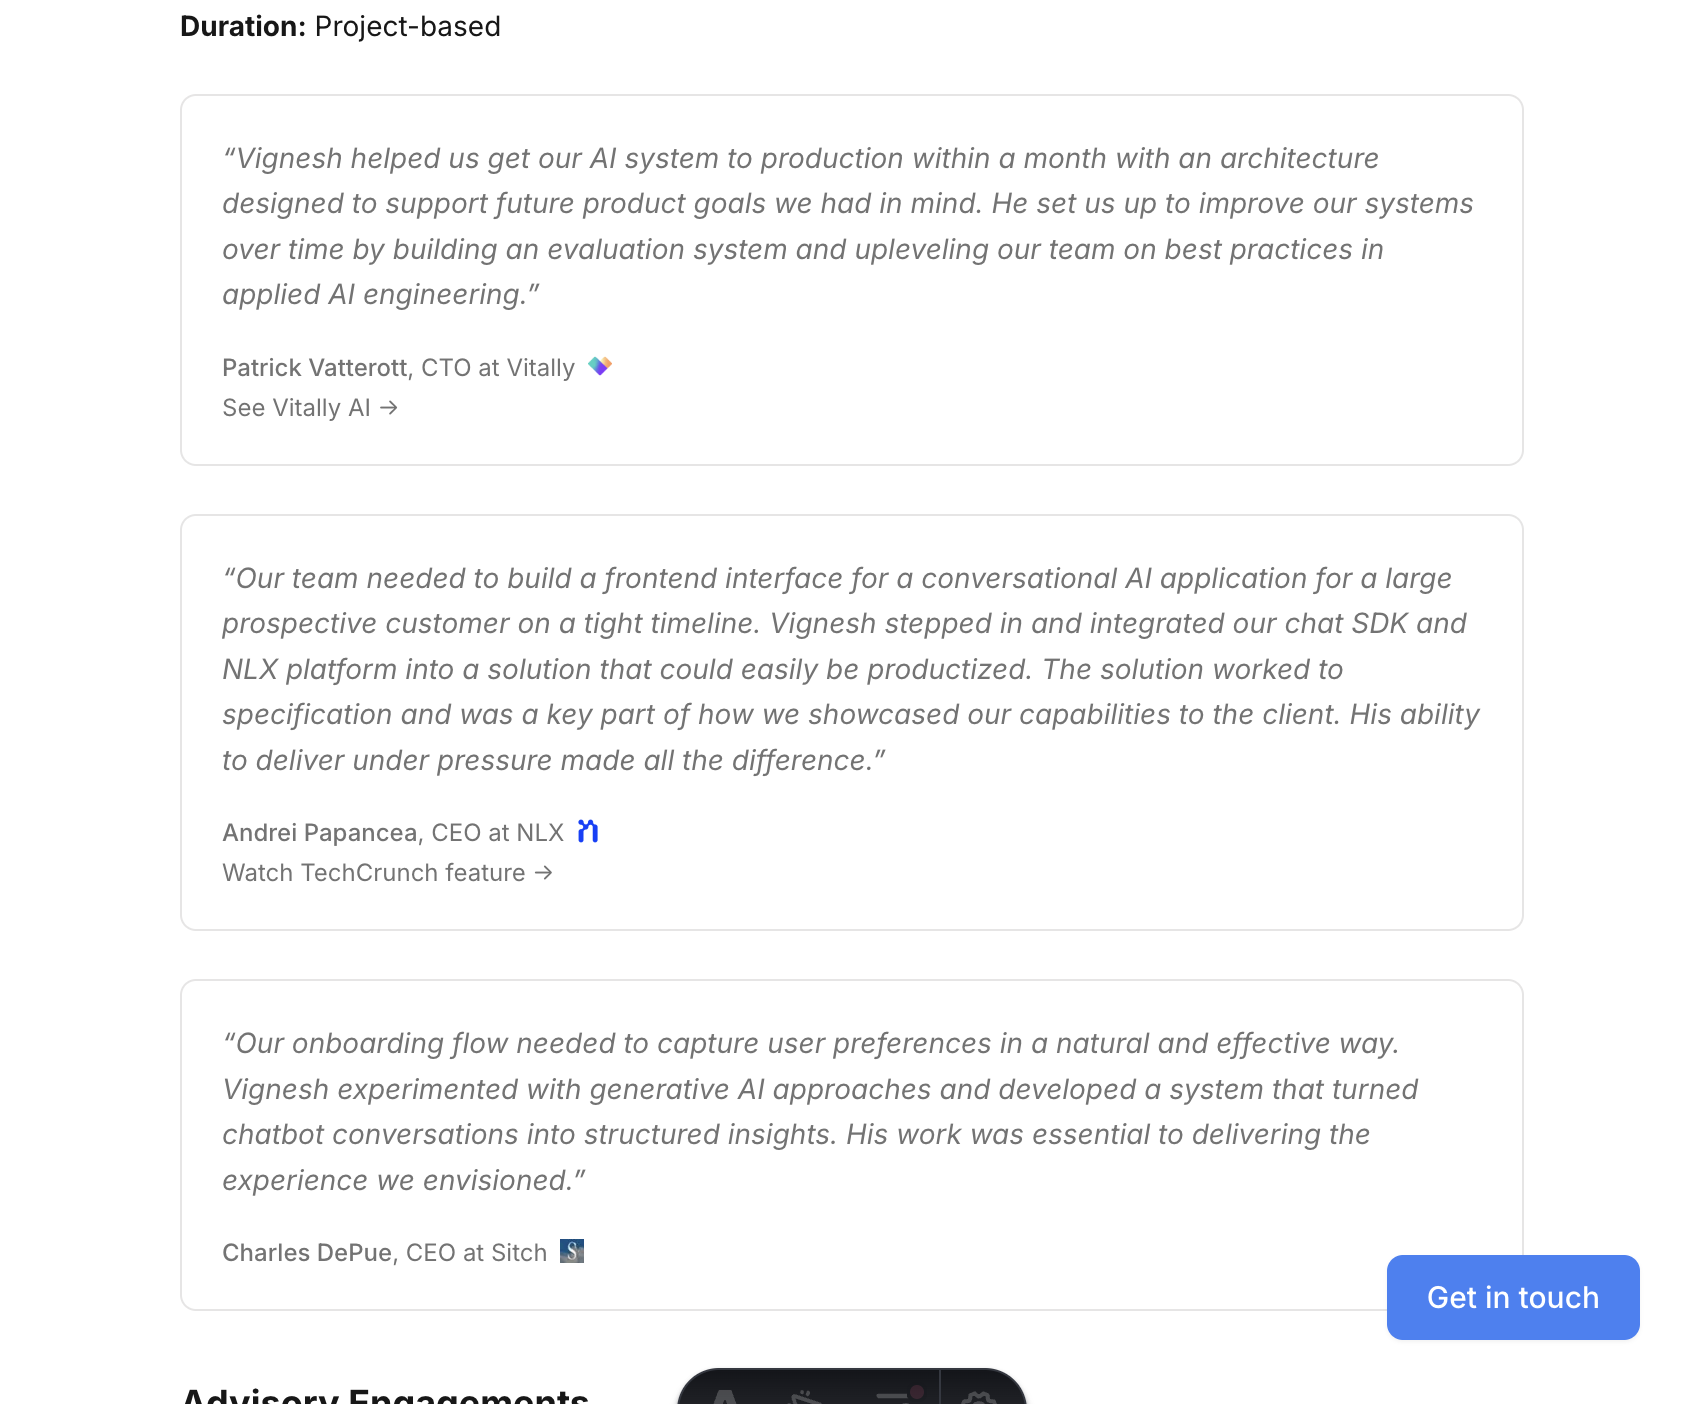 Duration: Project-based
“Vignesh helped us get our AI system to production within a month with an architecture
designed to support future product goals we had in mind. He set us up to improve our systems
over time by building an evaluation system and upleveling our team on best practices in
applied AI engineering.”
Patrick Vatterott, CTO at Vitally
See Vitally AI →
“Our team needed to build a frontend interface for a conversational AI application for a large
prospective customer on a tight timeline. Vignesh stepped in and integrated our chat SDK and
NLX platform into a solution that could easily be productized. The solution worked to
specification and was a key part of how we showcased our capabilities to the client. His ability
to deliver under pressure made all the difference.”
Andrei Papancea, CEO at NLX
Watch TechCrunch feature →
“Our onboarding flow needed to capture user preferences in a natural and effective way.
Vignesh experimented with generative AI approaches and developed a system that turned
chatbot conversations into structured insights. His work was essential to delivering the
experience we envisioned.”
Charles DePue, CEO at Sitch
S
Get in touch
Advisory Engagements